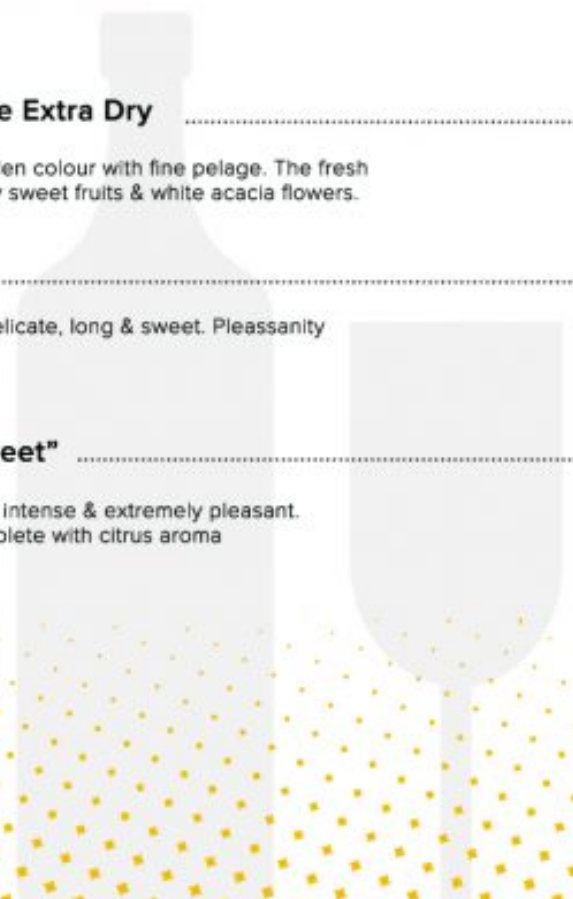 e Extra Dry
en colour with fine pelage. The fresh
sweet fruits & white acacia flowers.
elicate, long & sweet. Pleassanity
eet”
intense & extremely pleasant.
plete with citrus aroma